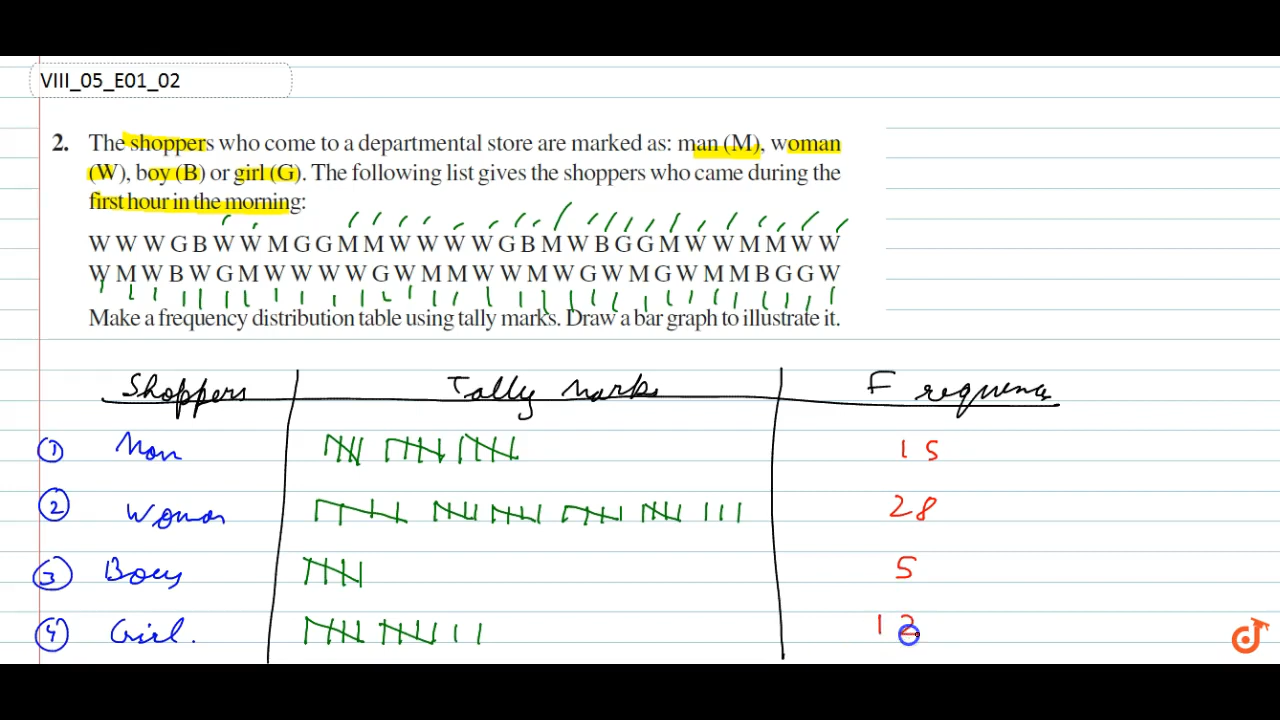 VIII_05_E01_02
2. The shoppers who come to a departmental store are marked as: man (M), woman
(W), boy (B) or girl (G). The following list gives the shoppers who came during the
first hour in the morning:
W W W G B W W M G G M M W W W W G B M W B G G M W W M M W W
W M W B W G M W W W W G W M M W W M W G W M G W M M B G G W
Make a frequency distribution table using tally marks. Draw a bar graph to illustrate it.
Shoppers Tally Marks Frequence
1 Man 15
2 Woman 28
3 Boys 5
4 Girl. 12